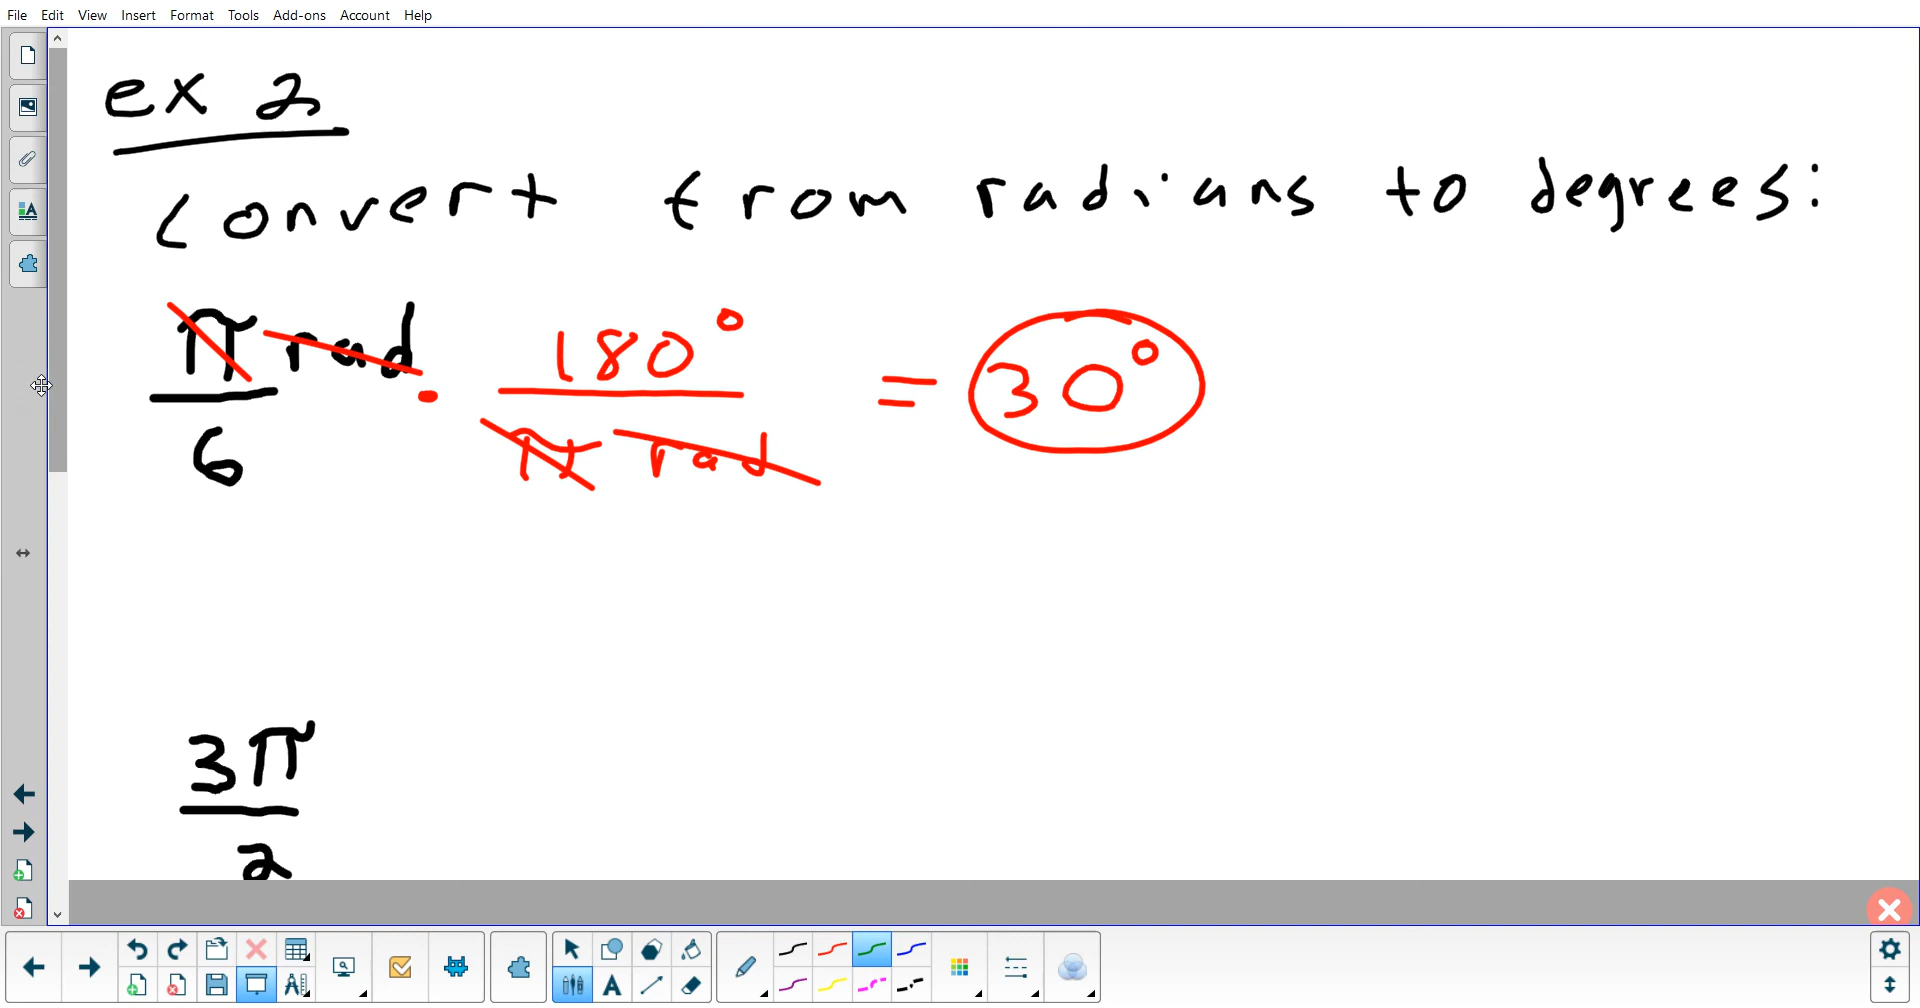 File Edit View Insert Format Tools Add-ons Account Help
ex 2
convert from radians to degrees:
π rad / 6 · 180° / π rad = 30°
3π / 2